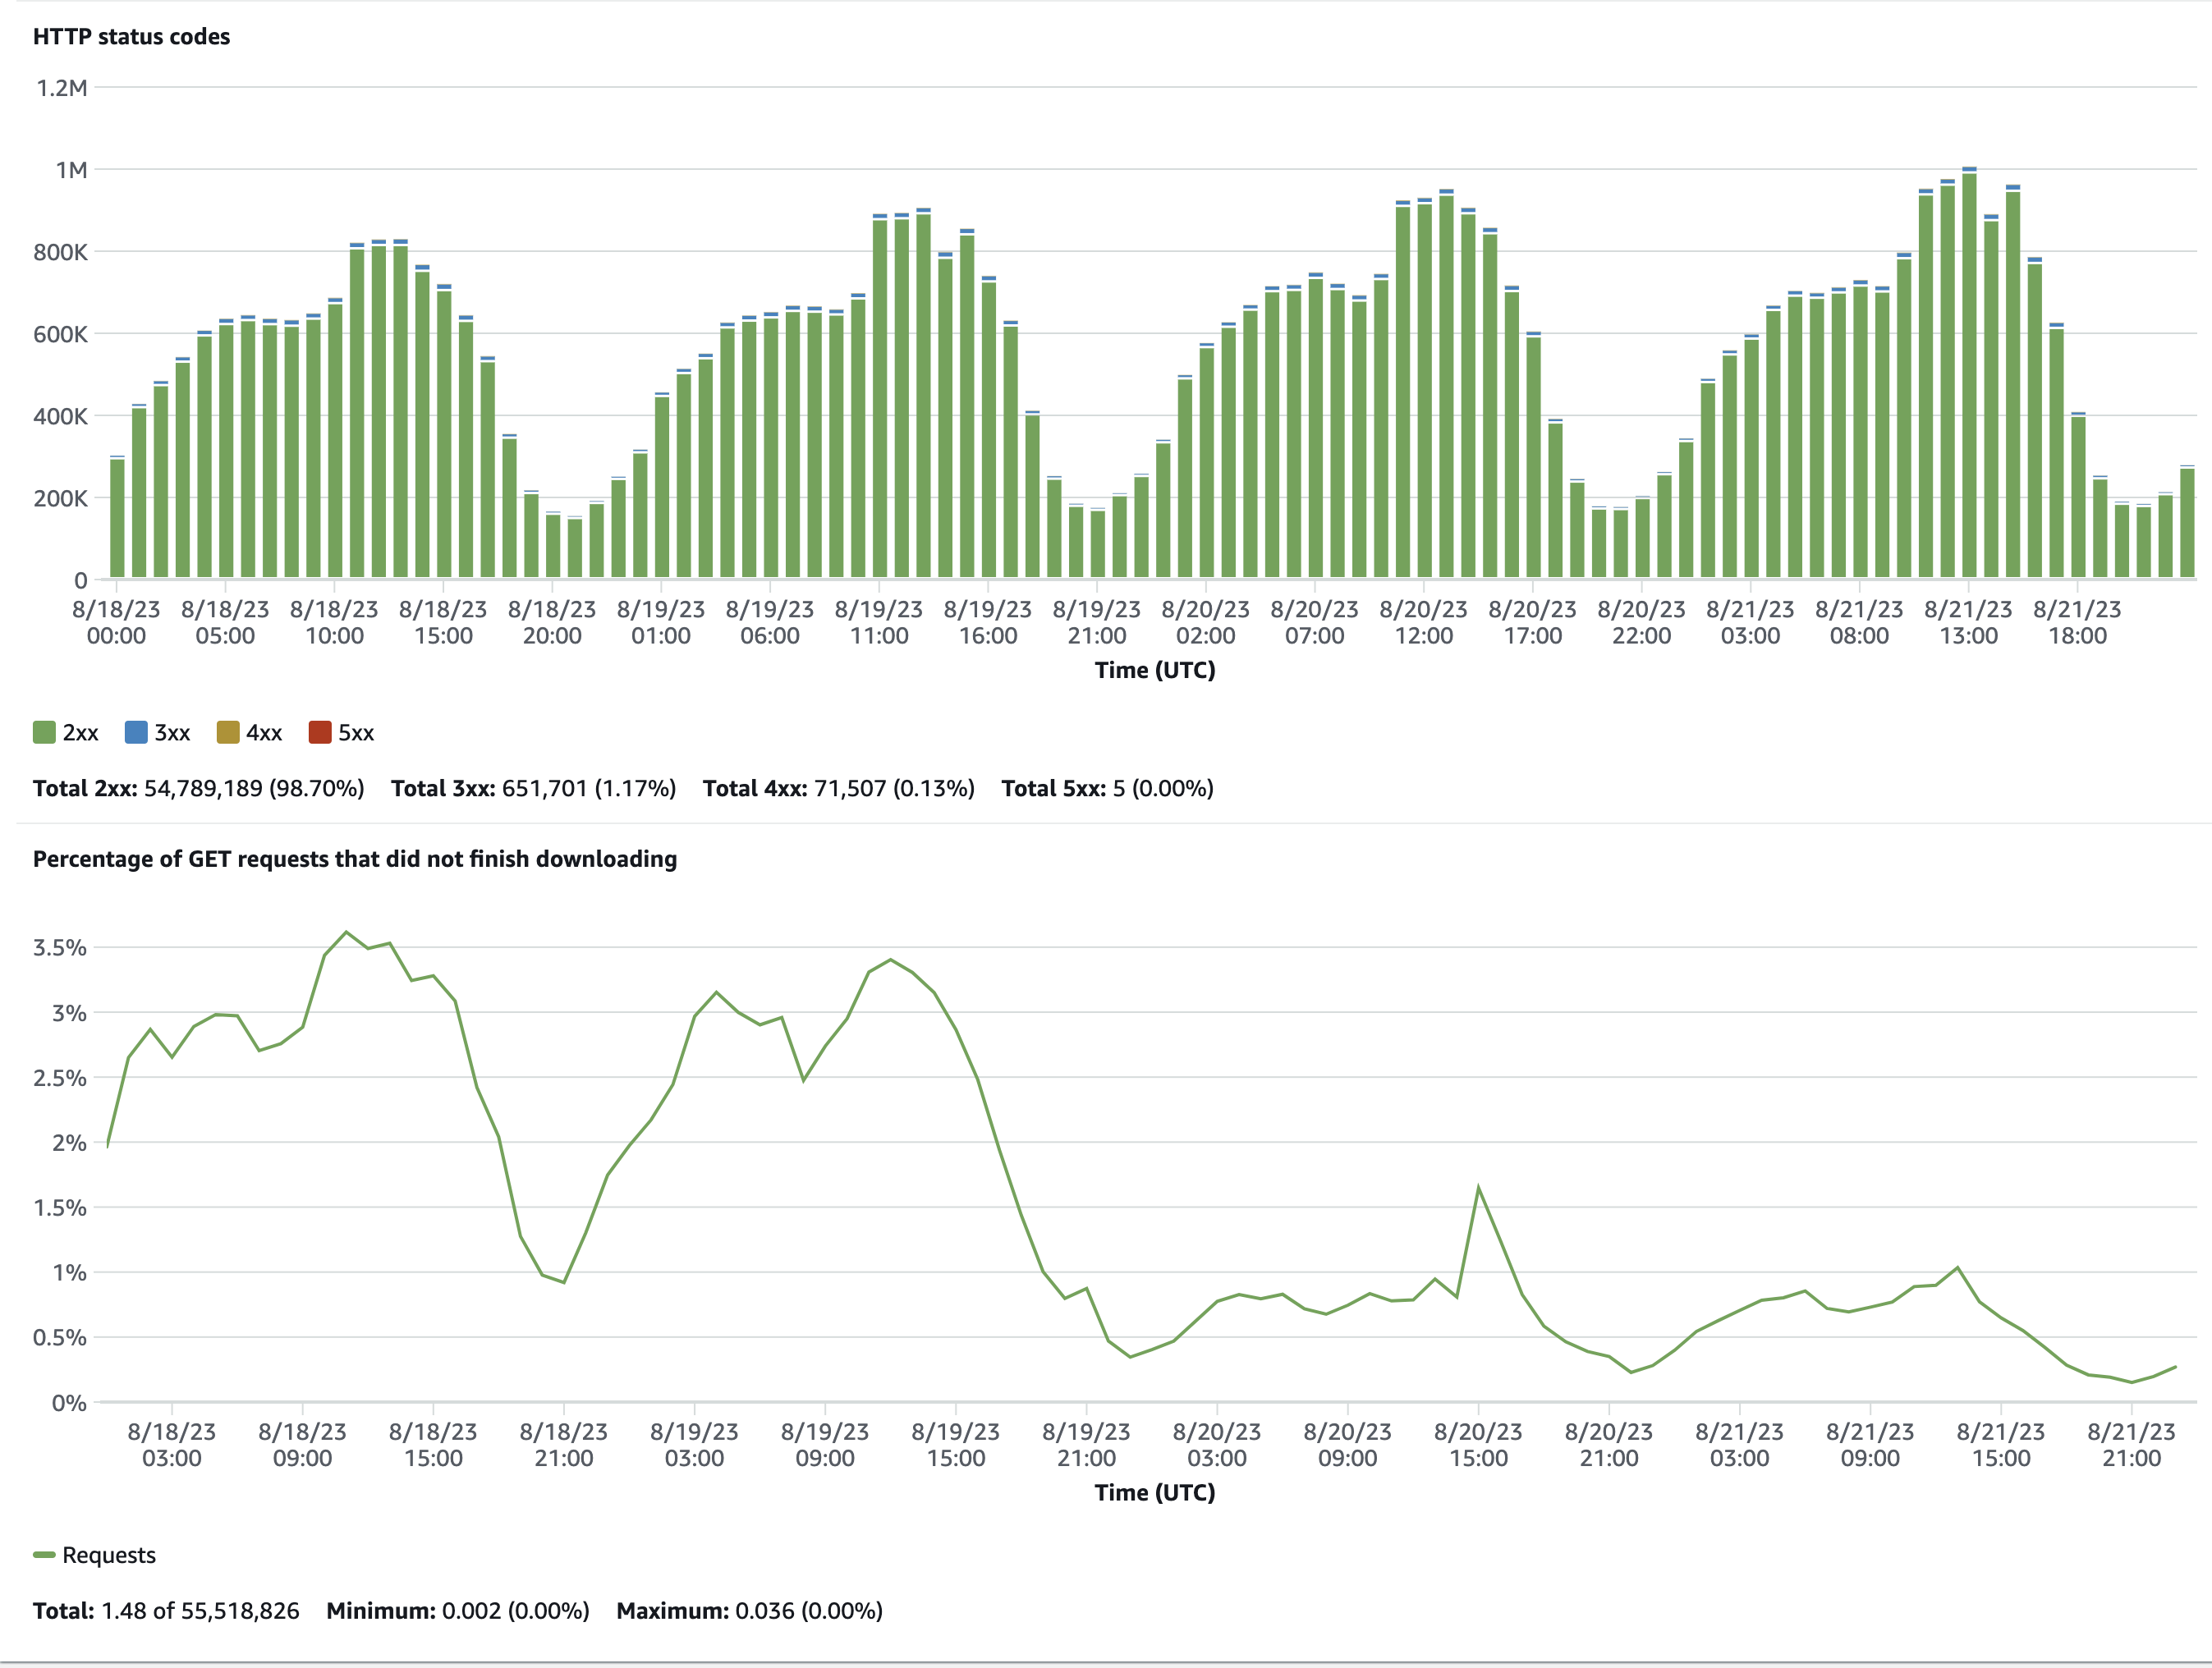 HTTP status codes
1.2M
1M
800K
600K
400K
200K
0
8/18/23 8/18/23 8/18/23 8/18/23 8/18/23 8/19/23 8/19/23 8/19/23 8/19/23 8/19/23 8/20/23 8/20/23 8/20/23 8/20/23 8/20/23 8/21/23 8/21/23 8/21/23 8/21/23
00:00 05:00 10:00 15:00 20:00 01:00 06:00 11:00 16:00 21:00 02:00 07:00 12:00 17:00 22:00 03:00 08:00 13:00 18:00
Time (UTC)
2xx 3xx 4xx 5xx
Total 2xx: 54,789,189 (98.70%) Total 3xx: 651,701 (1.17%) Total 4xx: 71,507 (0.13%) Total 5xx: 5 (0.00%)
Percentage of GET requests that did not finish downloading
3.5%
3%
2.5%
2%
1.5%
1%
0.5%
0%
8/18/23 8/18/23 8/18/23 8/18/23 8/19/23 8/19/23 8/19/23 8/19/23 8/20/23 8/20/23 8/20/23 8/20/23 8/21/23 8/21/23 8/21/23 8/21/23
03:00 09:00 15:00 21:00 03:00 09:00 15:00 21:00 03:00 09:00 15:00 21:00 03:00 09:00 15:00 21:00
Time (UTC)
Requests
Total: 1.48 of 55,518,826 Minimum: 0.002 (0.00%) Maximum: 0.036 (0.00%)